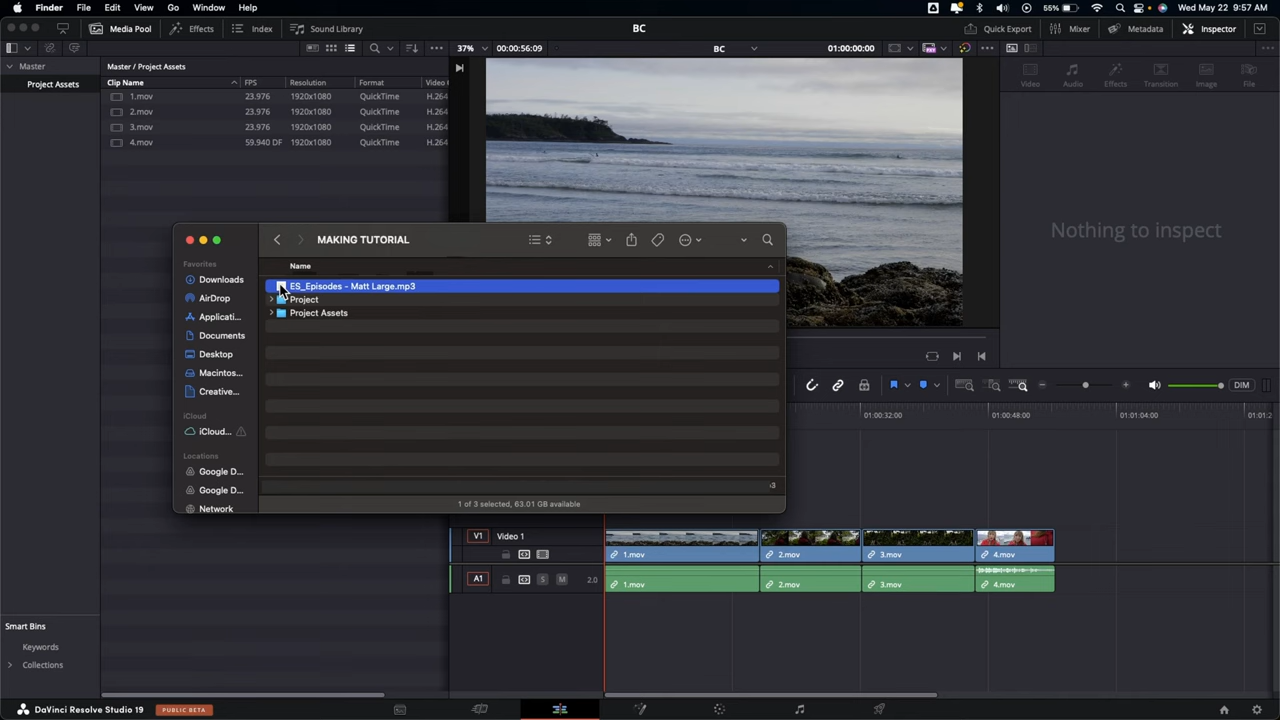 Finder File Edit View Go Window Help 55% Wed May 22 9:57 AM
Media Pool Effects Index Sound Library BC Quick Export Mixer Metadata Inspector
37% 00:00:56:09 BC 01:00:00:00
Master Master / Project Assets
Project Assets Clip Name FPS Resolution Format Video
1.mov 23.976 1920x1080 QuickTime H.264
2.mov 23.976 1920x1080 QuickTime H.264
3.mov 23.976 1920x1080 QuickTime H.264
4.mov 59.940 DF 1920x1080 QuickTime H.264
Video Audio Effects Transition Image File
Nothing to inspect
MAKING TUTORIAL
Favorites
Downloads
AirDrop
Applicati...
Documents
Desktop
Macintos...
Creative...
iCloud
iCloud...
Locations
Google D...
Google D...
Network
Name
ES_Episodes - Matt Large.mp3
Project
Project Assets
1 of 3 selected, 63.01 GB available
DIM
01:00:32:00 01:00:48:00 01:01:04:00 01:01:2
V1 Video 1
1.mov 2.mov 3.mov 4.mov
A1 S M 2.0
1.mov 2.mov 3.mov 4.mov
Smart Bins
Keywords
Collections
DaVinci Resolve Studio 19 PUBLIC BETA